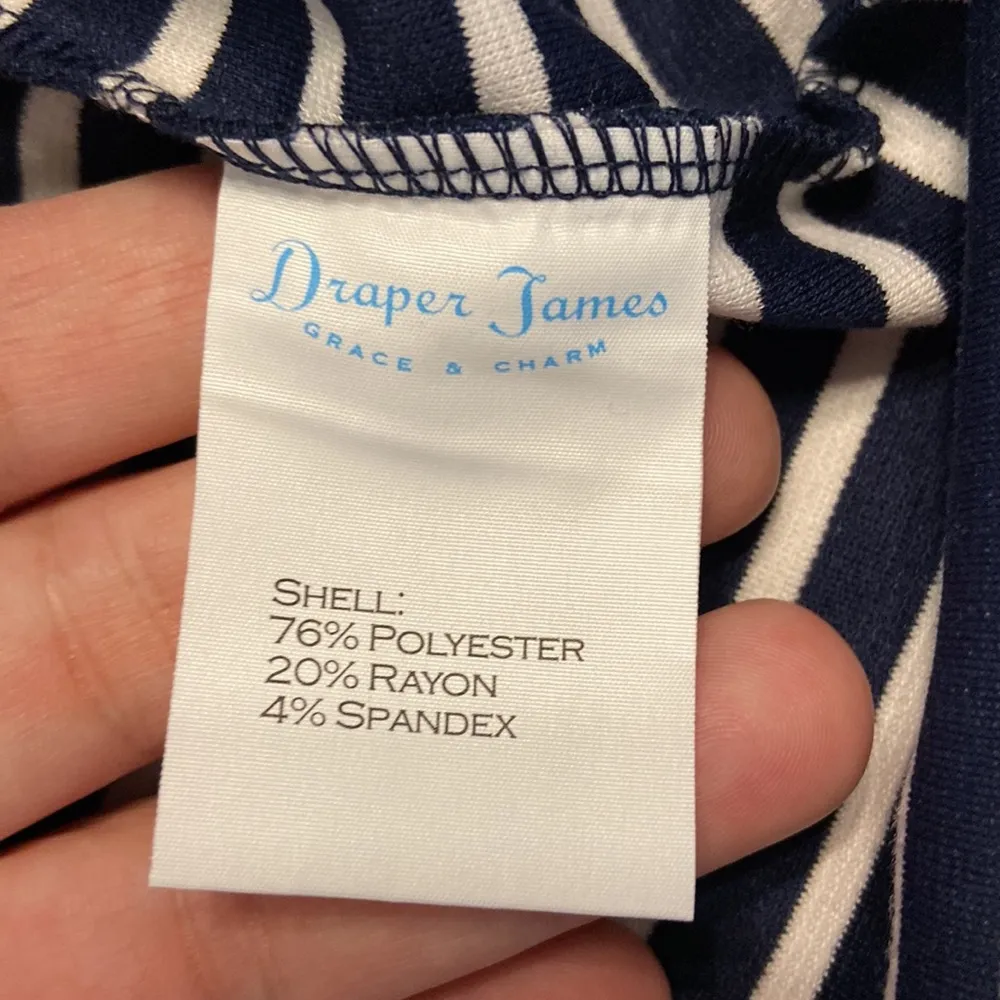 Draper James
GRACE & CHARM
SHELL:
76% POLYESTER
20% RAYON
4% SPANDEX